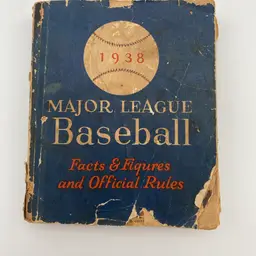 1938
MAJOR LEAGUE
Baseball
Facts & Figures
and Official Rules